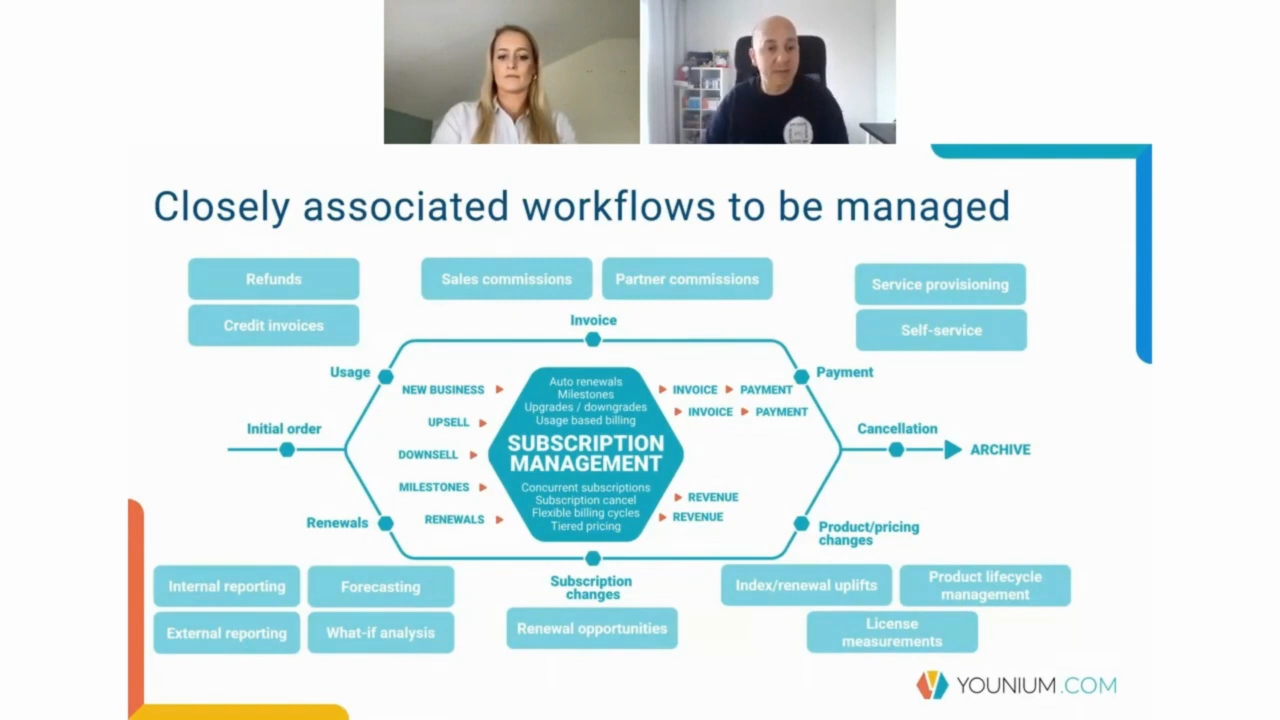 Closely associated workflows to be managed
Refunds
Sales commissions
Partner commissions
Service provisioning
Credit invoices
Self-service
Invoice
Usage
Payment
NEW BUSINESS
UPSELL
DOWNSELL
MILESTONES
RENEWALS
Auto renewals
Milestones
Upgrades / downgrades
Usage based billing
SUBSCRIPTION
MANAGEMENT
Concurrent subscriptions
Subscription cancel
Flexible billing cycles
Tiered pricing
INVOICE PAYMENT
INVOICE PAYMENT
REVENUE
REVENUE
Initial order
Cancellation
ARCHIVE
Renewals
Product/pricing
changes
Subscription
changes
Internal reporting
Forecasting
External reporting
What-if analysis
Renewal opportunities
Index/renewal uplifts
Product lifecycle
management
License
measurements
YOUNIUM.COM